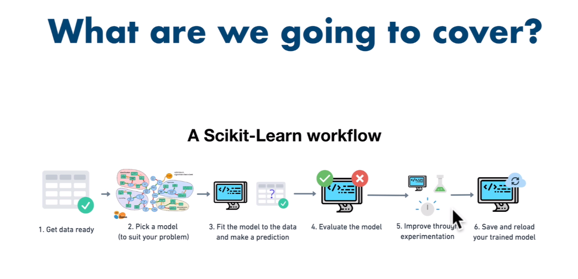 What are we going to cover?
A Scikit-Learn workflow
1. Get data ready
2. Pick a model
(to suit your problem)
3. Fit the model to the data
and make a prediction
4. Evaluate the model
5. Improve through
experimentation
6. Save and reload
your trained model